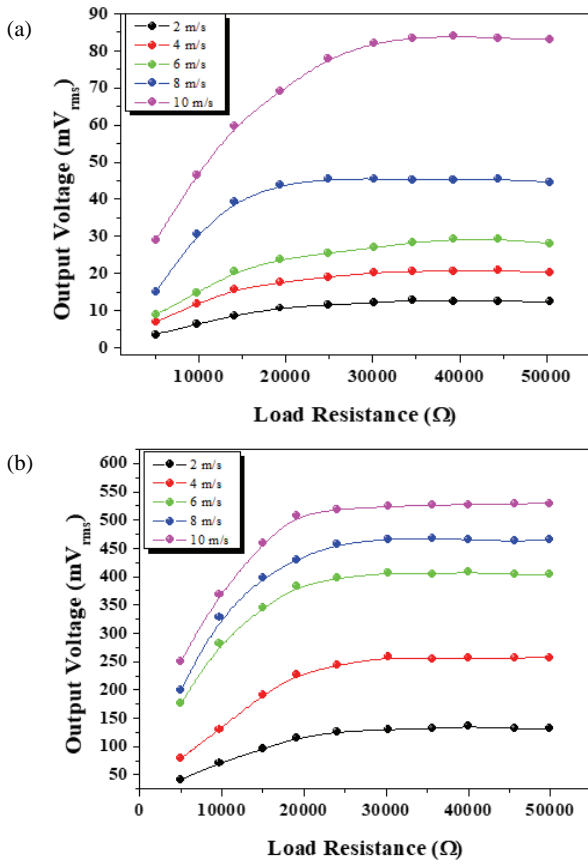 (a)
90
80
70
60
50
40
30
20
10
0
Output Voltage (mVrms)
2 m/s
4 m/s
6 m/s
8 m/s
10 m/s
10000 20000 30000 40000 50000
Load Resistance (Ω)
(b)
600
550
500
450
400
350
300
250
200
150
100
50
Output Voltage (mVrms)
2 m/s
4 m/s
6 m/s
8 m/s
10 m/s
0 10000 20000 30000 40000 50000
Load Resistance (Ω)